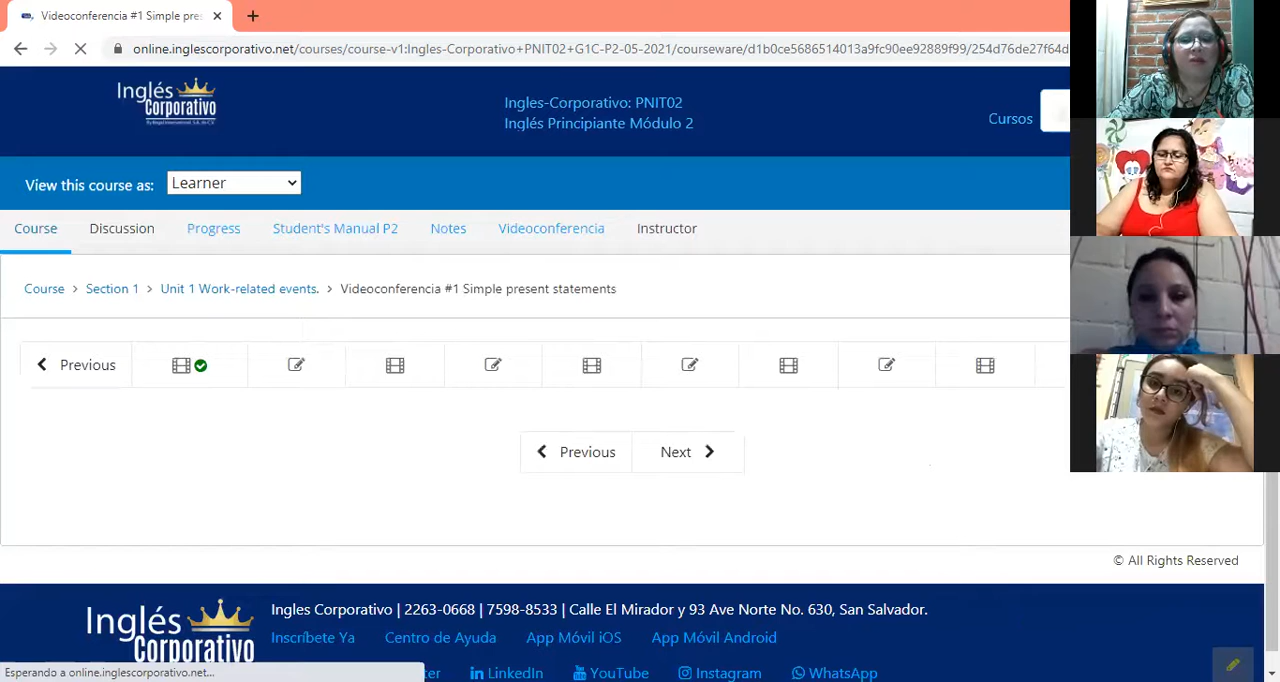 Videoconferencia #1 Simple pres
online.inglescorporativo.net/courses/course-v1:Ingles-Corporativo+PNIT02+G1C-P2-05-2021/courseware/d1b0ce5686514013a9fc90ee92889f99/254d76de27f64d
Inglés
Corporativo
Ingles-Corporativo: PNIT02
Inglés Principiante Módulo 2
Cursos
View this course as: Learner
Course Discussion Progress Student's Manual P2 Notes Videoconferencia Instructor
Course > Section 1 > Unit 1 Work-related events. > Videoconferencia #1 Simple present statements
Previous
Previous Next
© All Rights Reserved
Inglés
Corporativo
Ingles Corporativo | 2263-0668 | 7598-8533 | Calle El Mirador y 93 Ave Norte No. 630, San Salvador.
Inscríbete Ya Centro de Ayuda App Móvil iOS App Móvil Android
ter LinkedIn YouTube Instagram WhatsApp
Esperando a online.inglescorporativo.net...